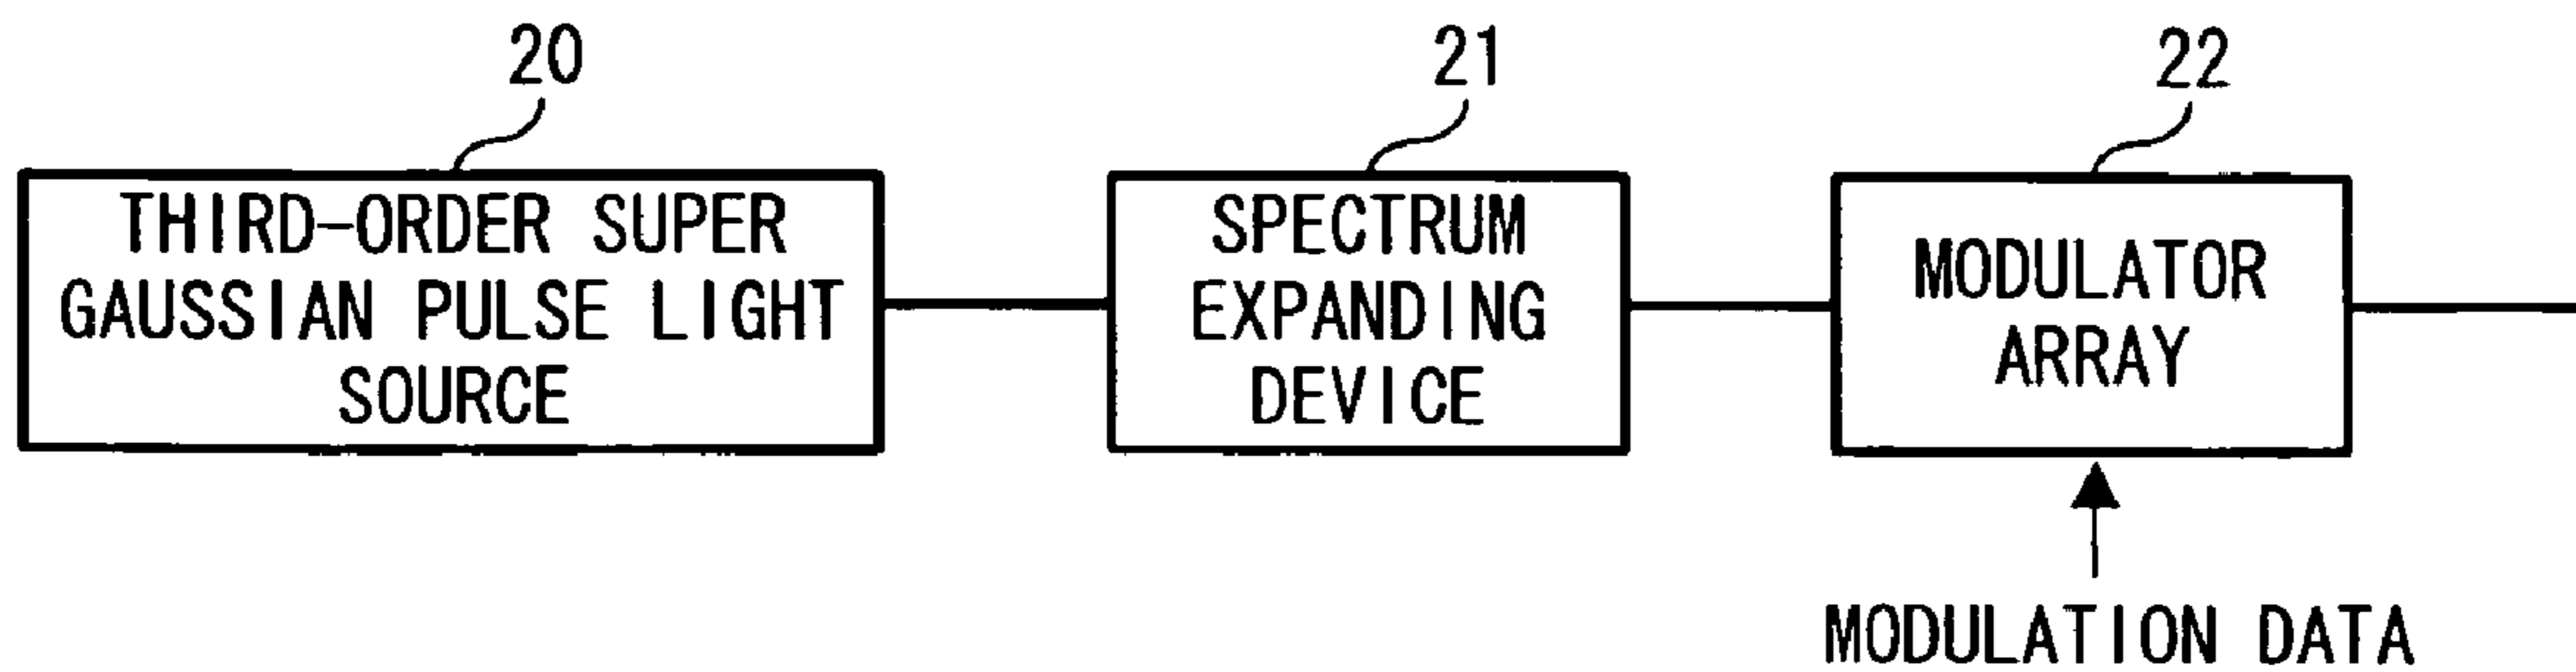 20
21
22
THIRD-ORDER SUPER
GAUSSIAN PULSE LIGHT
SOURCE
SPECTRUM
EXPANDING
DEVICE
MODULATOR
ARRAY
MODULATION DATA